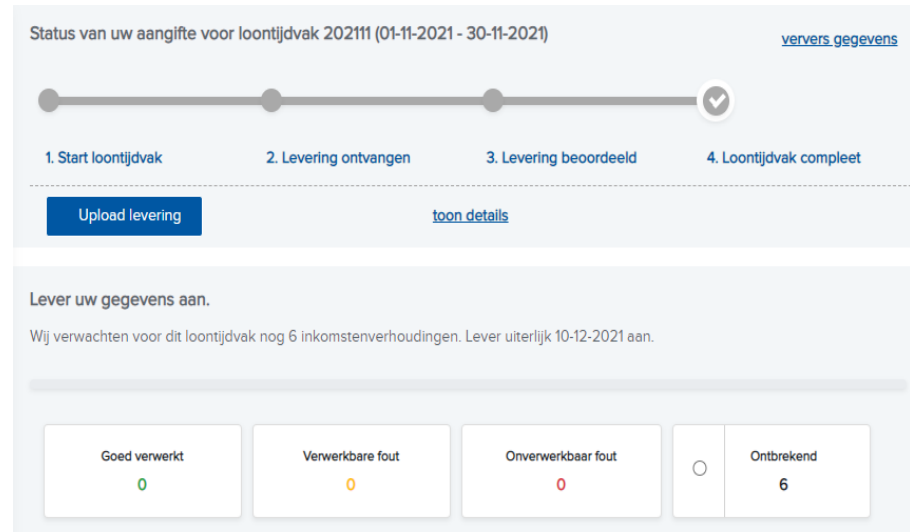 Status van uw aangifte voor loontijdvak 202111 (01-11-2021 - 30-11-2021)
ververs gegevens
1. Start loontijdvak
2. Levering ontvangen
3. Levering beoordeeld
4. Loontijdvak compleet
Upload levering
toon details
Lever uw gegevens aan.
Wij verwachten voor dit loontijdvak nog 6 inkomstenverhoudingen. Lever uiterlijk 10-12-2021 aan.
Goed verwerkt
0
Verwerkbare fout
0
Onverwerkbaar fout
0
Ontbrekend
6